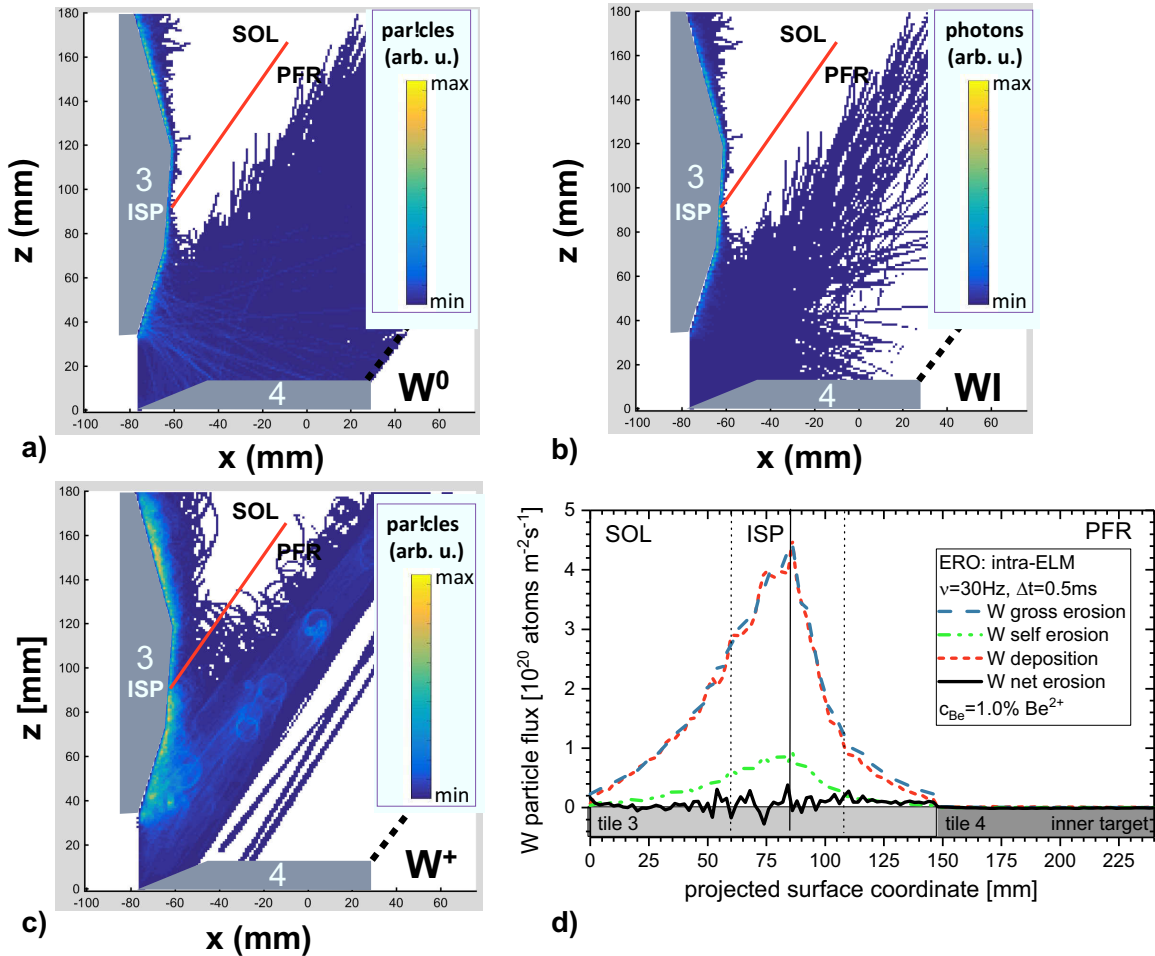 180
160
140
120
100
80
60
40
20
0
z (mm)
-100 -80 -60 -40 -20 0 20 40 60
x (mm)
SOL
PFR
3
ISP
4
W⁰
par!cles
(arb. u.)
max
min
a)
180
160
140
120
100
80
60
40
20
0
z (mm)
-100 -80 -60 -40 -20 0 20 40 60
x (mm)
SOL
PFR
3
ISP
4
WI
photons
(arb. u.)
max
min
b)
180
160
140
120
100
80
60
40
20
0
z [mm]
-100 -80 -60 -40 -20 0 20 40 60
x (mm)
SOL
PFR
3
ISP
4
W⁺
par!cles
(arb. u.)
max
min
c)
5
4
3
2
1
0
W particle flux [10²⁰ atoms m⁻²s⁻¹]
SOL ISP PFR
ERO: intra-ELM
ν=30Hz, Δt=0.5ms
W gross erosion
W self erosion
W deposition
W net erosion
c_Be=1.0% Be²⁺
tile 3 tile 4 inner target
0 25 50 75 100 125 150 175 200 225
projected surface coordinate [mm]
d)